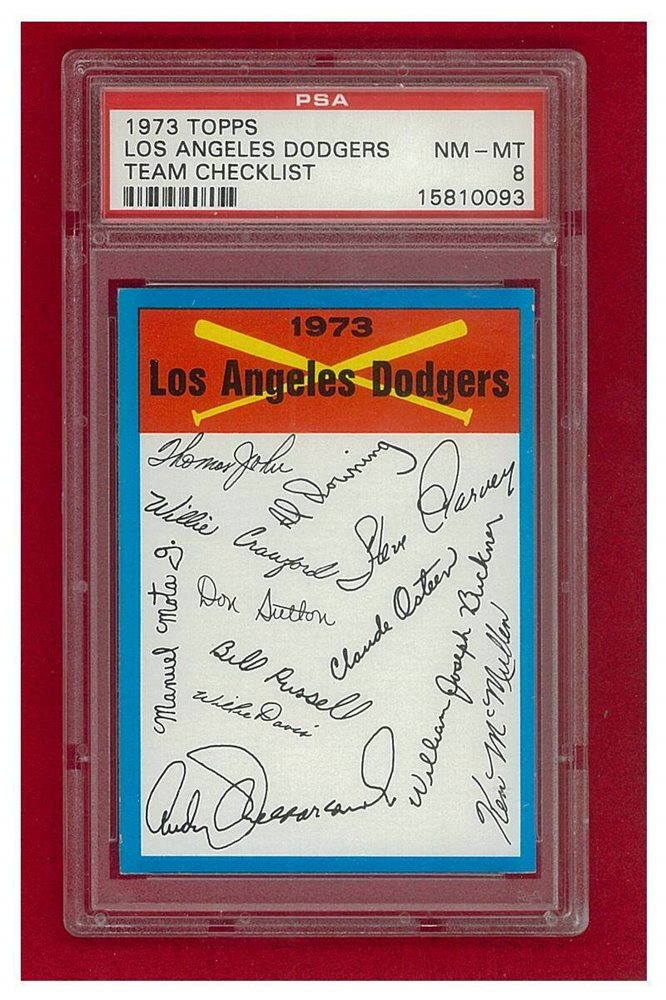 PSA
1973 TOPPS
LOS ANGELES DODGERS NM - MT
TEAM CHECKLIST 8
15810093
1973
Los Angeles Dodgers
Thomas John
Al Downing
Steve Garvey
Willie Crawford
Manuel Mota G.
Don Sutton
Claude Osteen
William Joseph Buckner
Bill Russell
Willie Davis
Ken McMullen
Andy Messersmith